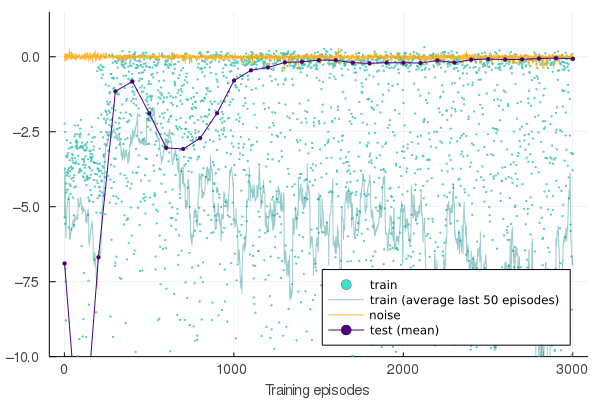 0.0
−2.5
−5.0
−7.5
−10.0
0
1000
2000
3000
train
train (average last 50 episodes)
noise
test (mean)
Training episodes